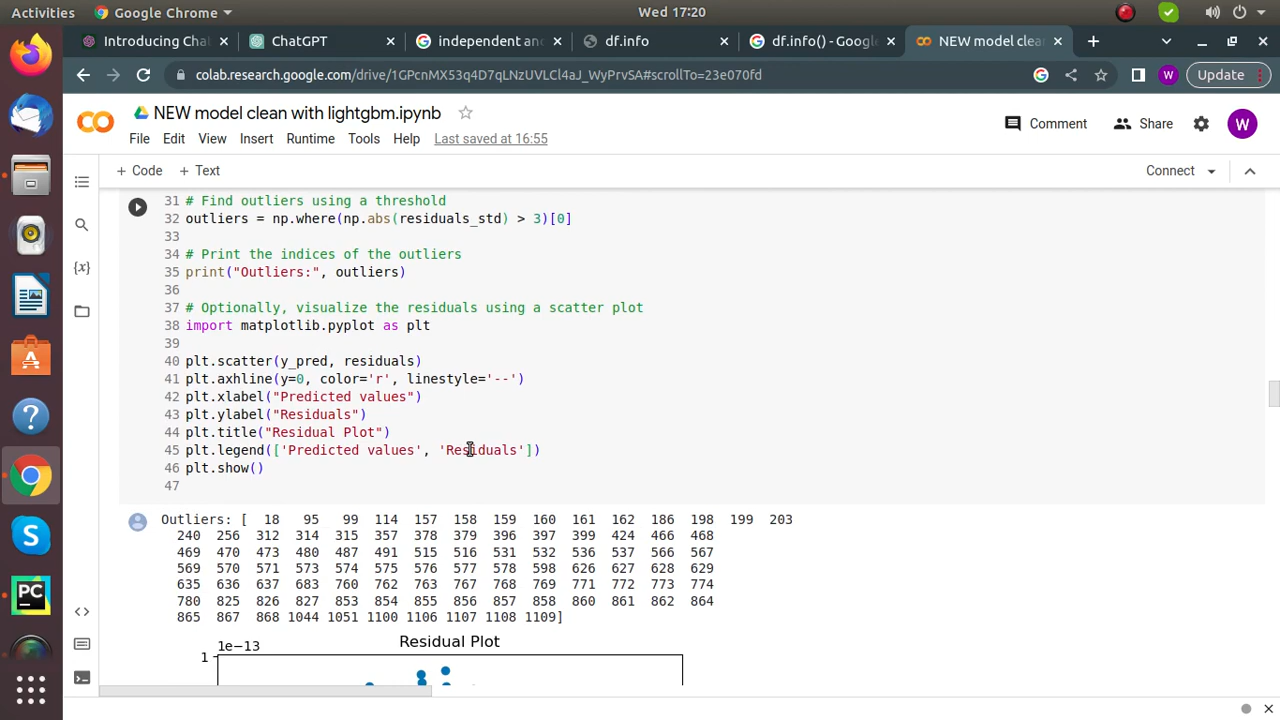 Activities
Google Chrome
Wed 17:20
Introducing Cha
ChatGPT
independent an
df.info
df.info() - Googl
NEW model clea
colab.research.google.com/drive/1GPcnMX53q4D7qLNzUVLCl4aJ_WyPrvSA#scrollTo=23e070fd
W
Update
NEW model clean with lightgbm.ipynb
Comment
Share
W
File Edit View Insert Runtime Tools Help Last saved at 16:55
+ Code + Text
Connect
31 # Find outliers using a threshold
32 outliers = np.where(np.abs(residuals_std) > 3)[0]
33
34 # Print the indices of the outliers
35 print("Outliers:", outliers)
36
37 # Optionally, visualize the residuals using a scatter plot
38 import matplotlib.pyplot as plt
39
40 plt.scatter(y_pred, residuals)
41 plt.axhline(y=0, color='r', linestyle='--')
42 plt.xlabel("Predicted values")
43 plt.ylabel("Residuals")
44 plt.title("Residual Plot")
45 plt.legend(['Predicted values', 'Residuals'])
46 plt.show()
47
Outliers: [ 18 95 99 114 157 158 159 160 161 162 186 198 199 203
240 256 312 314 315 357 378 379 396 397 399 424 466 468
469 470 473 480 487 491 515 516 531 532 536 537 566 567
569 570 571 573 574 575 576 577 578 598 626 627 628 629
635 636 637 683 760 762 763 767 768 769 771 772 773 774
780 825 826 827 853 854 855 856 857 858 860 861 862 864
865 867 868 1044 1051 1100 1106 1107 1108 1109]
Residual Plot
1e−13
1